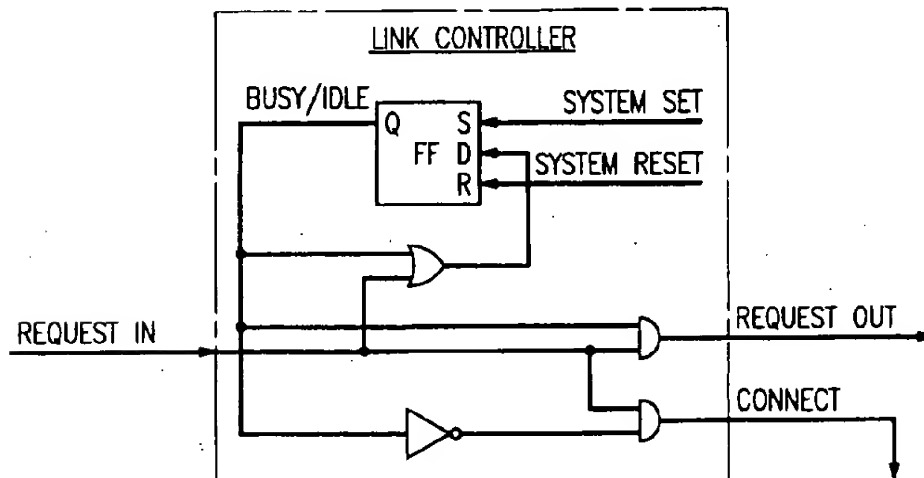 LINK CONTROLLER
BUSY/IDLE
SYSTEM SET
Q S
FF D
SYSTEM RESET
R
REQUEST IN
REQUEST OUT
CONNECT